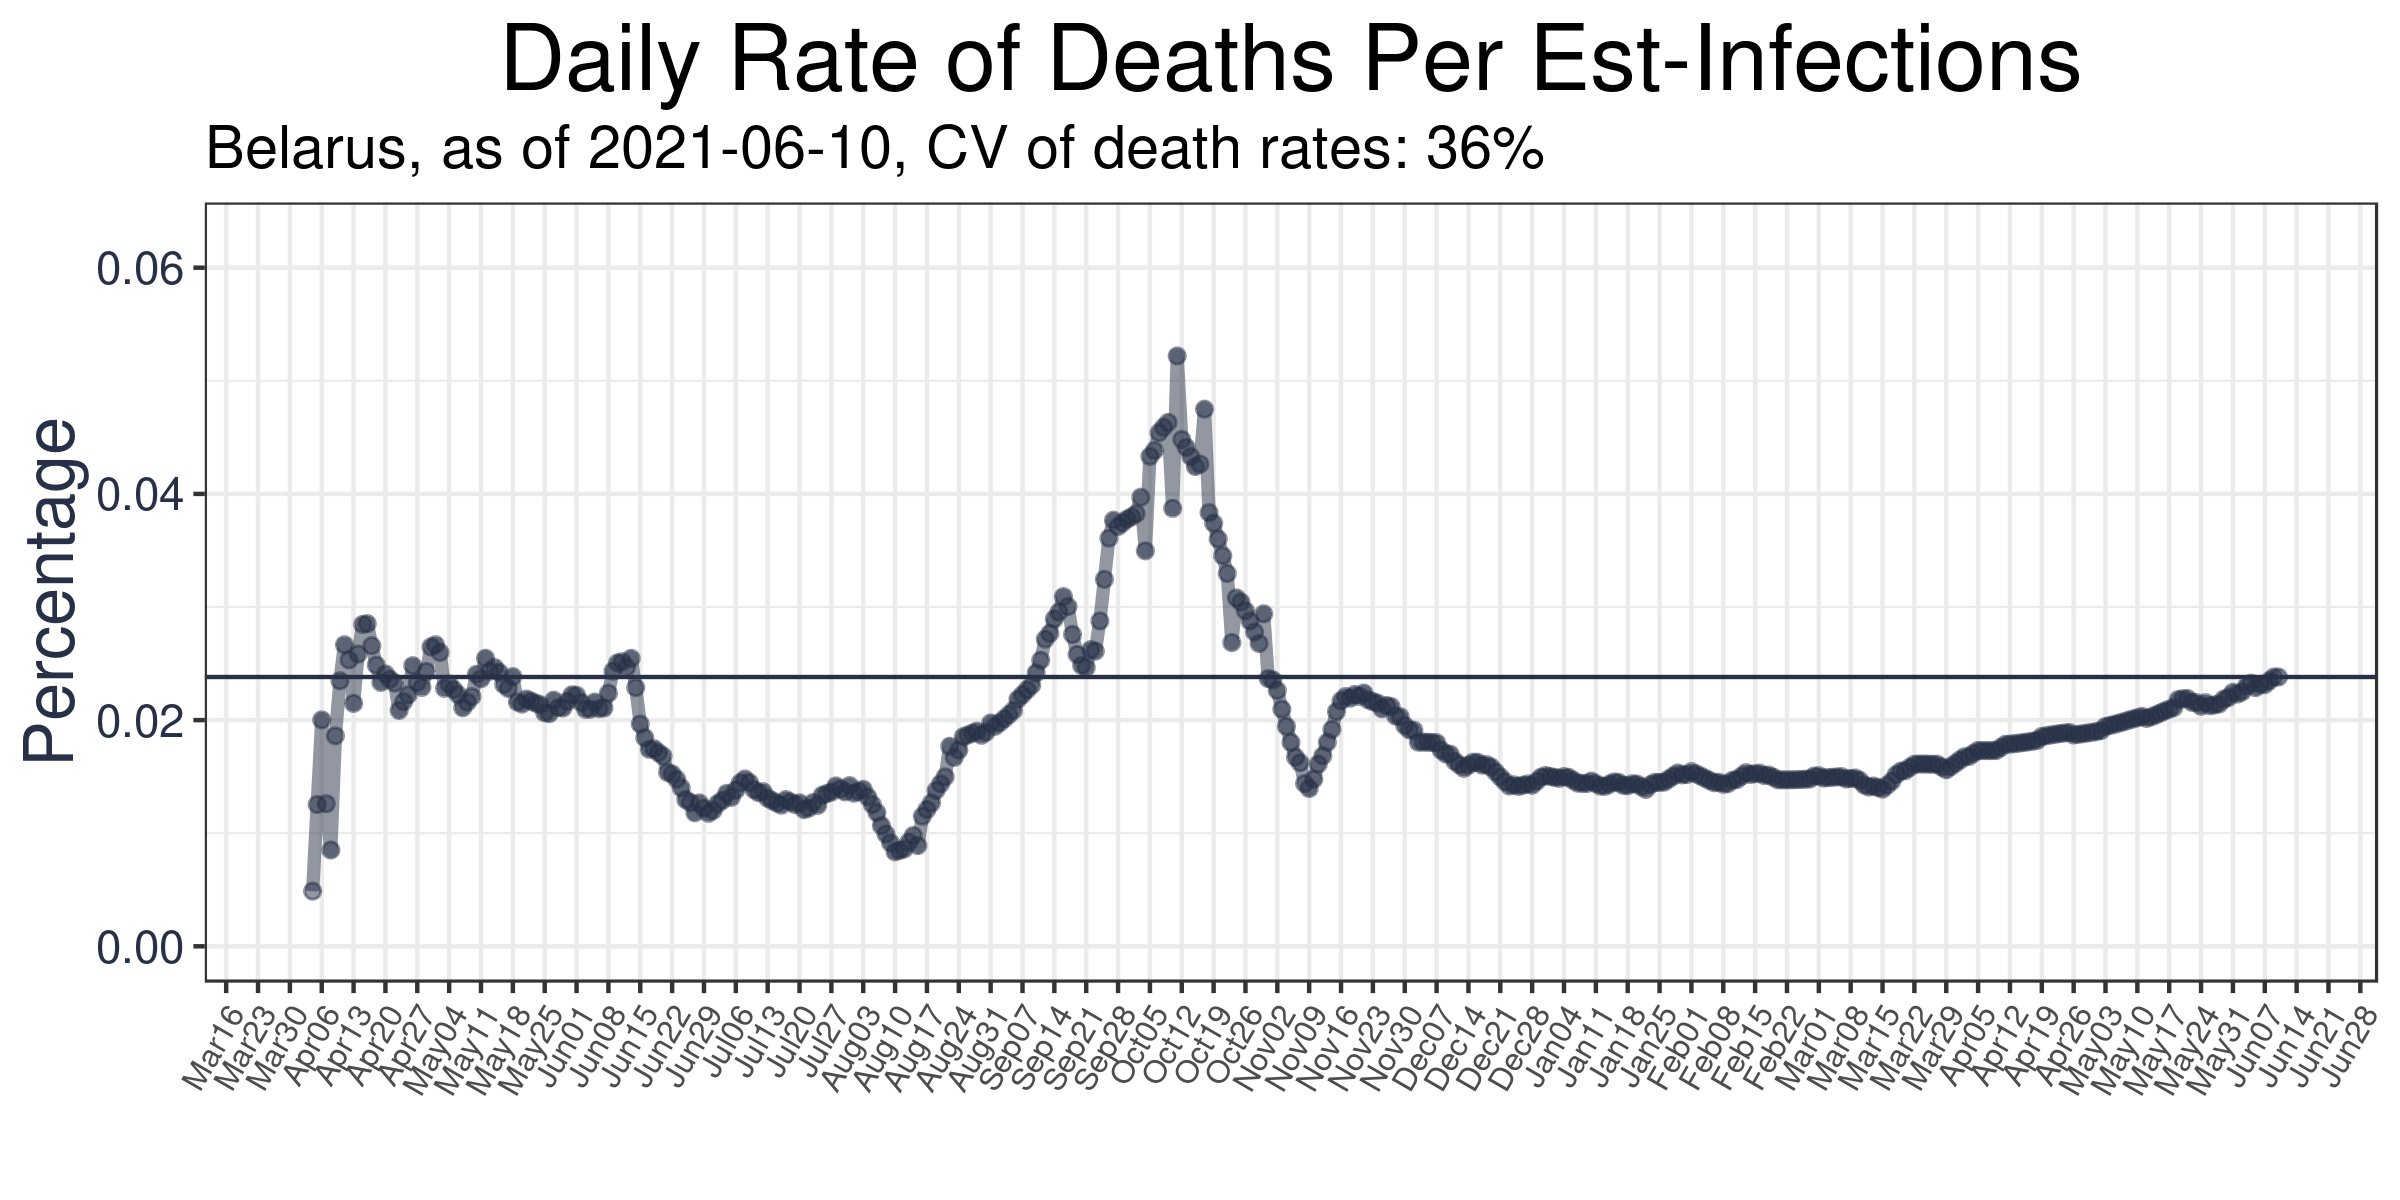 Daily Rate of Deaths Per Est-Infections
Belarus, as of 2021-06-10, CV of death rates: 36%
Percentage
0.06
0.04
0.02
0.00
Mar16
Mar23
Mar30
Apr06
Apr13
Apr20
Apr27
May04
May11
May18
May25
Jun01
Jun08
Jun15
Jun22
Jun29
Jul06
Jul13
Jul20
Jul27
Aug03
Aug10
Aug17
Aug24
Aug31
Sep07
Sep14
Sep21
Sep28
Oct05
Oct12
Oct19
Oct26
Nov02
Nov09
Nov16
Nov23
Nov30
Dec07
Dec14
Dec21
Dec28
Jan04
Jan11
Jan18
Jan25
Feb01
Feb08
Feb15
Feb22
Mar01
Mar08
Mar15
Mar22
Mar29
Apr05
Apr12
Apr19
Apr26
May03
May10
May17
May24
May31
Jun07
Jun14
Jun21
Jun28